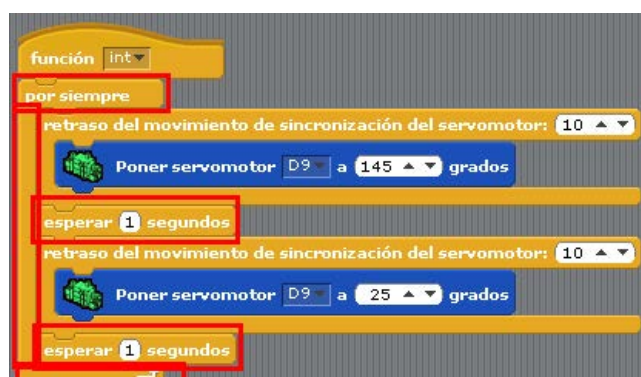 función int
por siempre
retraso del movimiento de sincronización del servomotor: 10
Poner servomotor D9 a 145 grados
esperar 1 segundos
retraso del movimiento de sincronización del servomotor: 10
Poner servomotor D9 a 25 grados
esperar 1 segundos